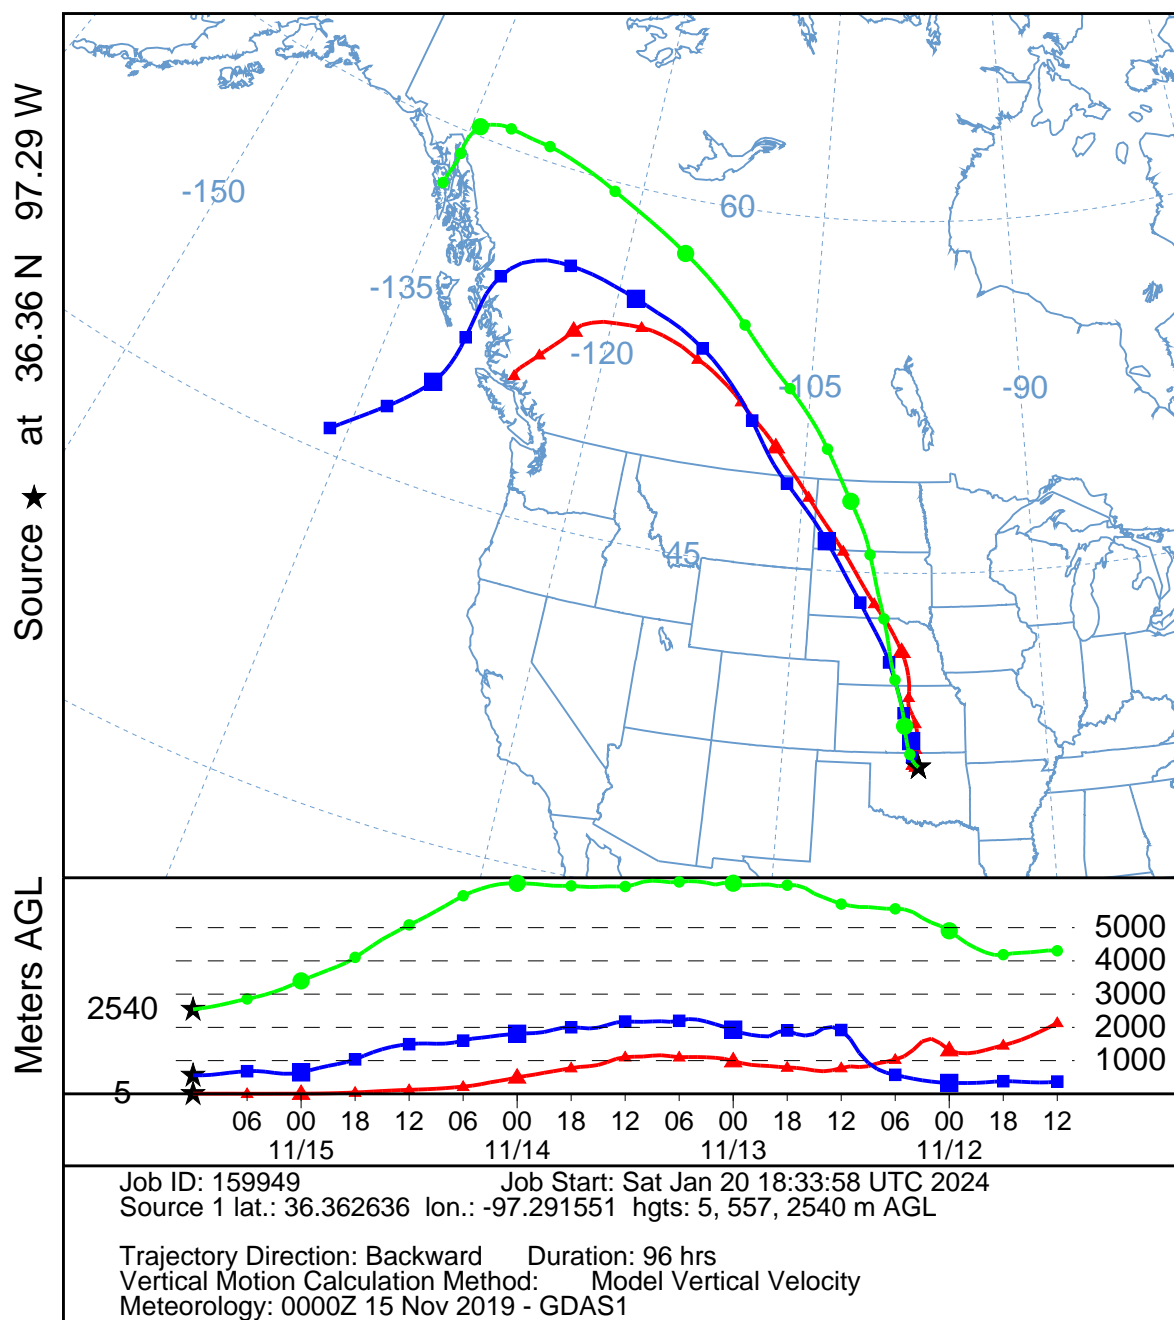 Source ★ at 36.36 N 97.29 W
-150
60
-135
-120
-105
-90
45
Meters AGL
2540
5
5000
4000
3000
2000
1000
06 00 18 12 06 00 18 12 06 00 18 12 06 00 18 12
11/15 11/14 11/13 11/12
Job ID: 159949 Job Start: Sat Jan 20 18:33:58 UTC 2024
Source 1 lat.: 36.362636 lon.: -97.291551 hgts: 5, 557, 2540 m AGL
Trajectory Direction: Backward Duration: 96 hrs
Vertical Motion Calculation Method: Model Vertical Velocity
Meteorology: 0000Z 15 Nov 2019 - GDAS1